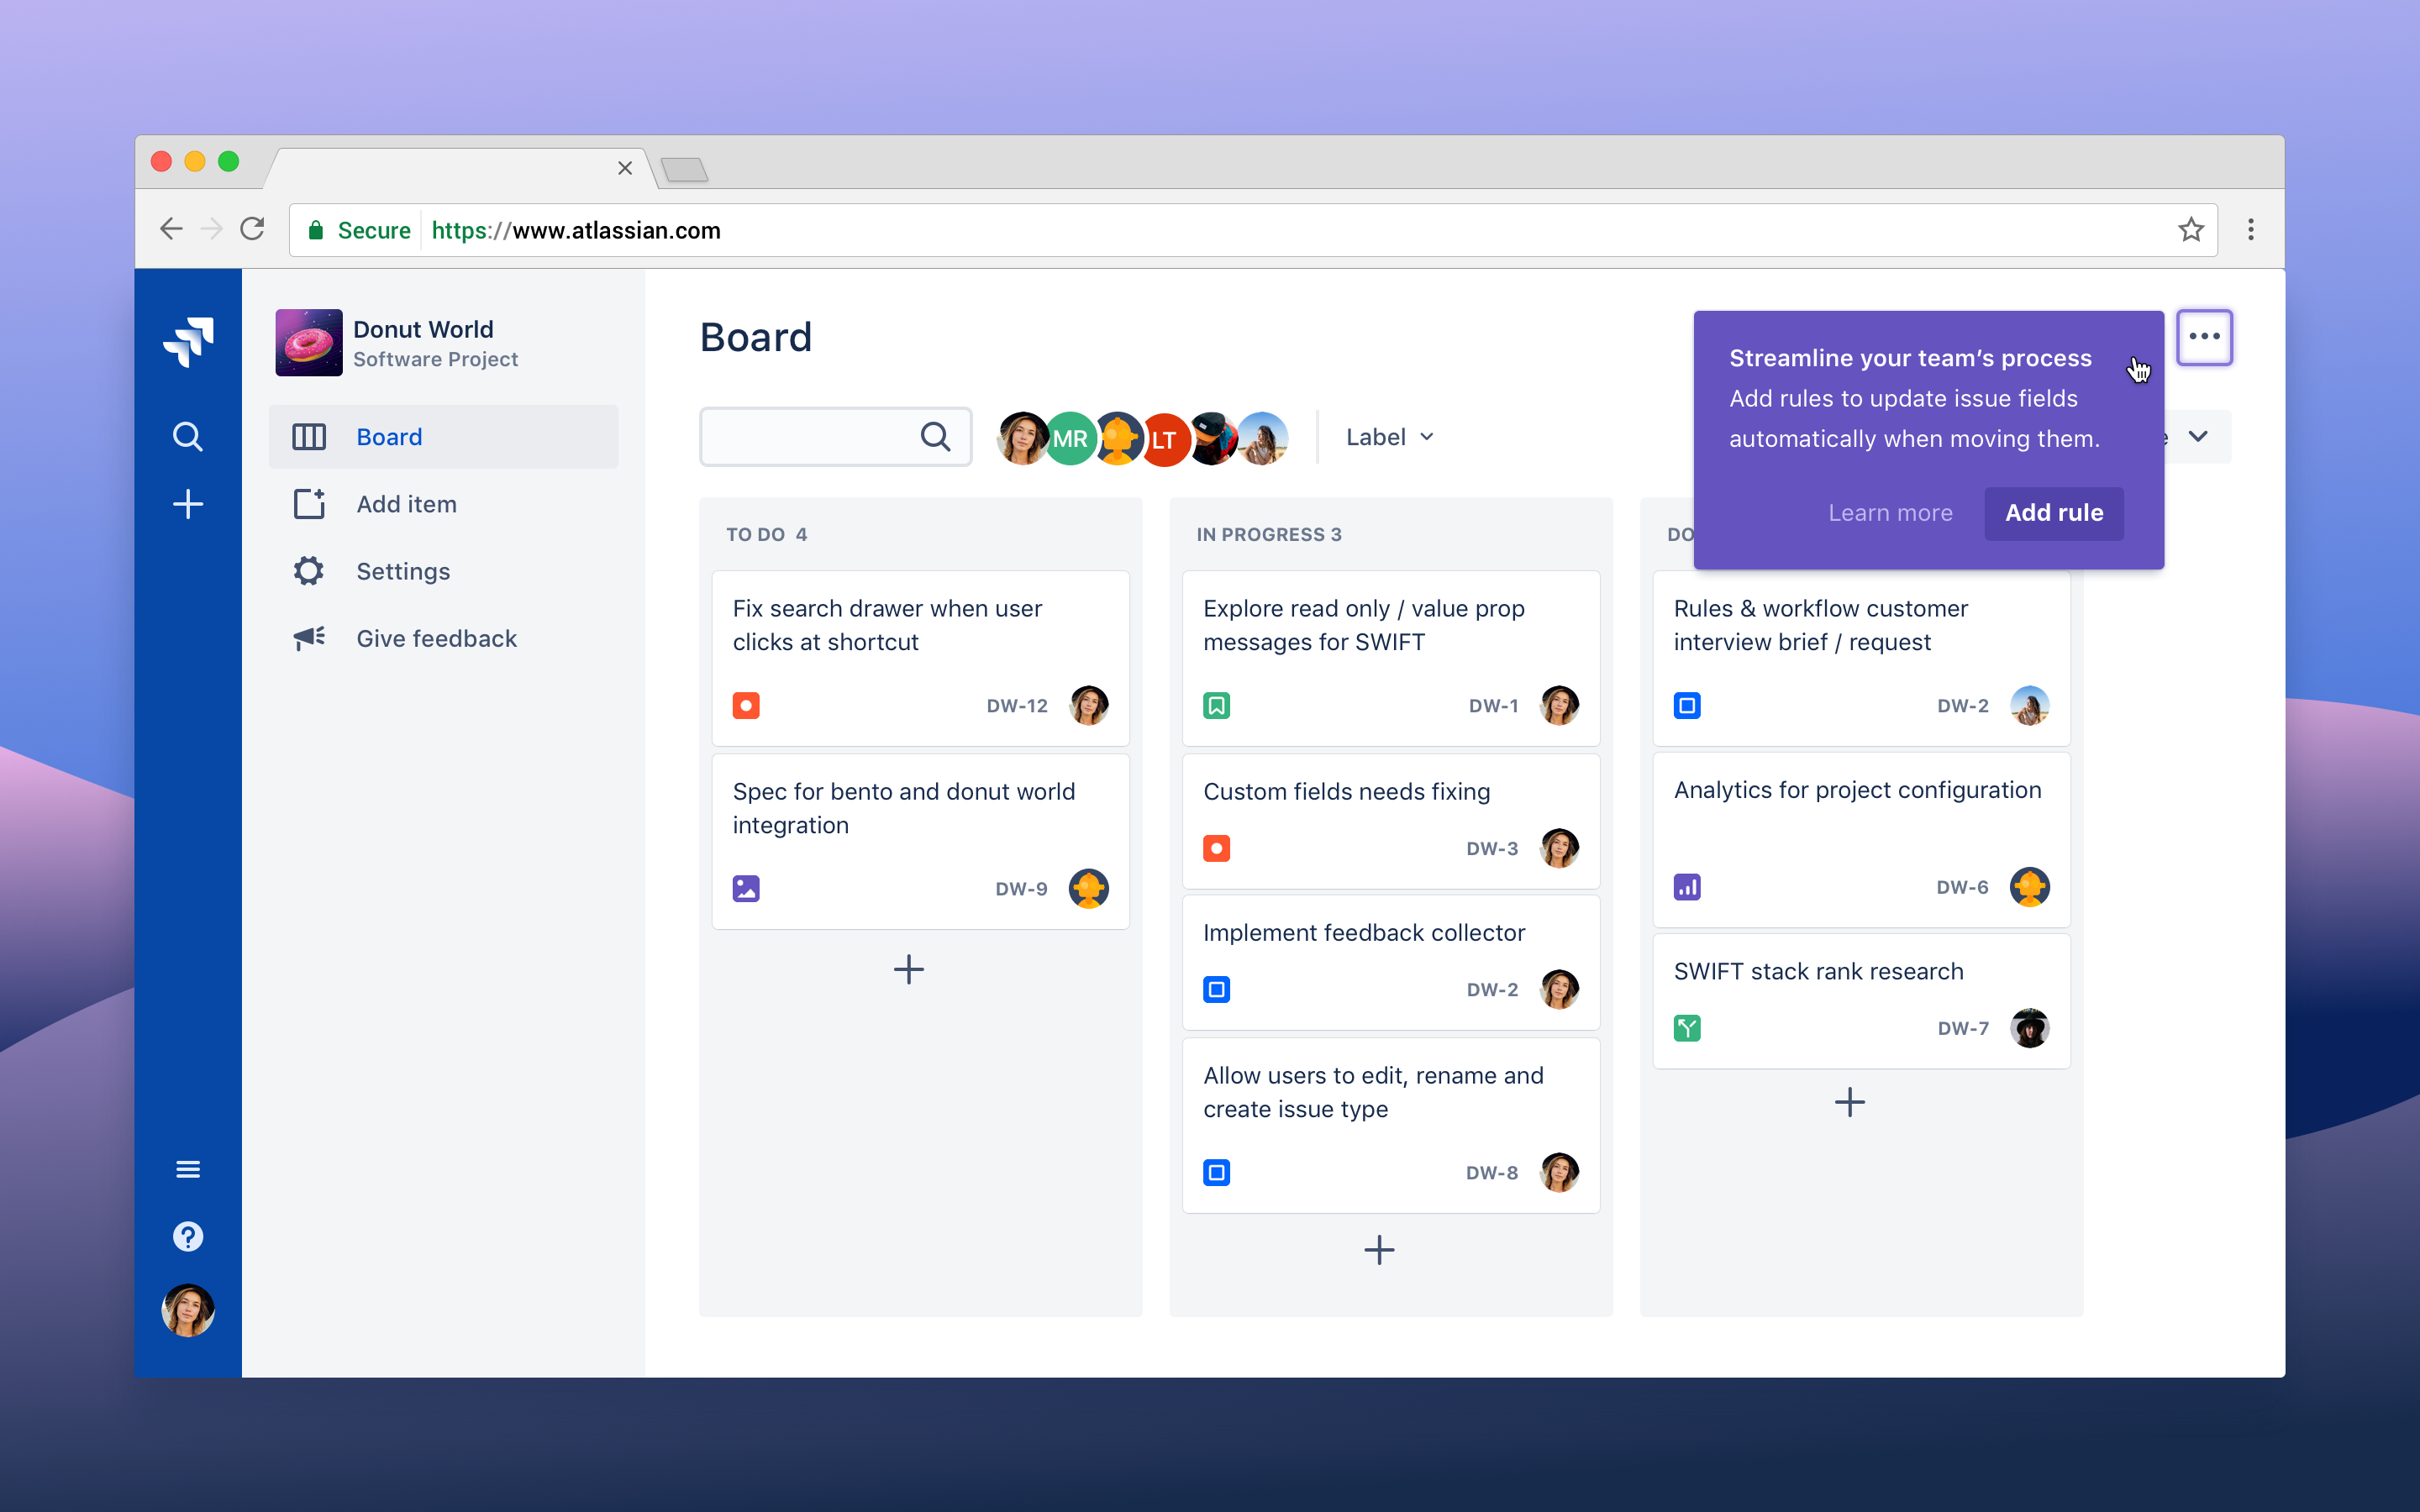 Secure https://www.atlassian.com
Donut World
Software Project
Board
Add item
Settings
Give feedback
Board
MR
LT
Label
Streamline your team’s process
Add rules to update issue fields
automatically when moving them.
Learn more
Add rule
TO DO 4
Fix search drawer when user
clicks at shortcut
DW-12
Spec for bento and donut world
integration
DW-9
IN PROGRESS 3
Explore read only / value prop
messages for SWIFT
DW-1
Custom fields needs fixing
DW-3
Implement feedback collector
DW-2
Allow users to edit, rename and
create issue type
DW-8
DO
Rules & workflow customer
interview brief / request
DW-2
Analytics for project configuration
DW-6
SWIFT stack rank research
DW-7